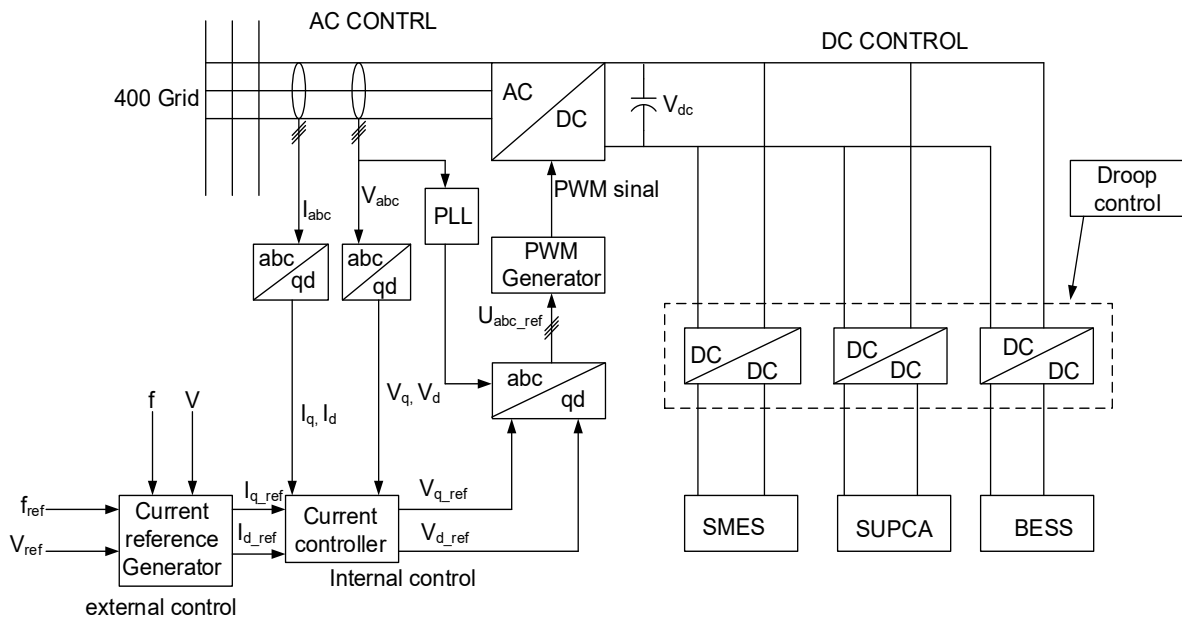 AC CONTRL
DC CONTROL
400 Grid
AC
DC
V_dc
PWM sinal
Droop
control
I_abc
V_abc
PLL
abc
qd
abc
qd
PWM
Generator
U_abc_ref
DC
DC
DC
DC
DC
DC
abc
qd
f
V
I_q, I_d
V_q, V_d
f_ref
V_ref
Current
reference
Generator
I_q_ref
I_d_ref
Current
controller
V_q_ref
V_d_ref
SMES
SUPCA
BESS
Internal control
external control